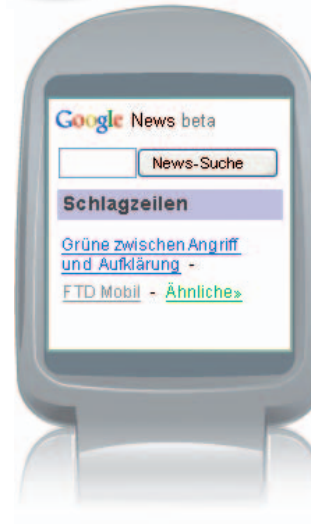 Google News beta
News-Suche
Schlagzeilen
Grüne zwischen Angriff
und Aufklärung -
FTD Mobil - Ähnliche»